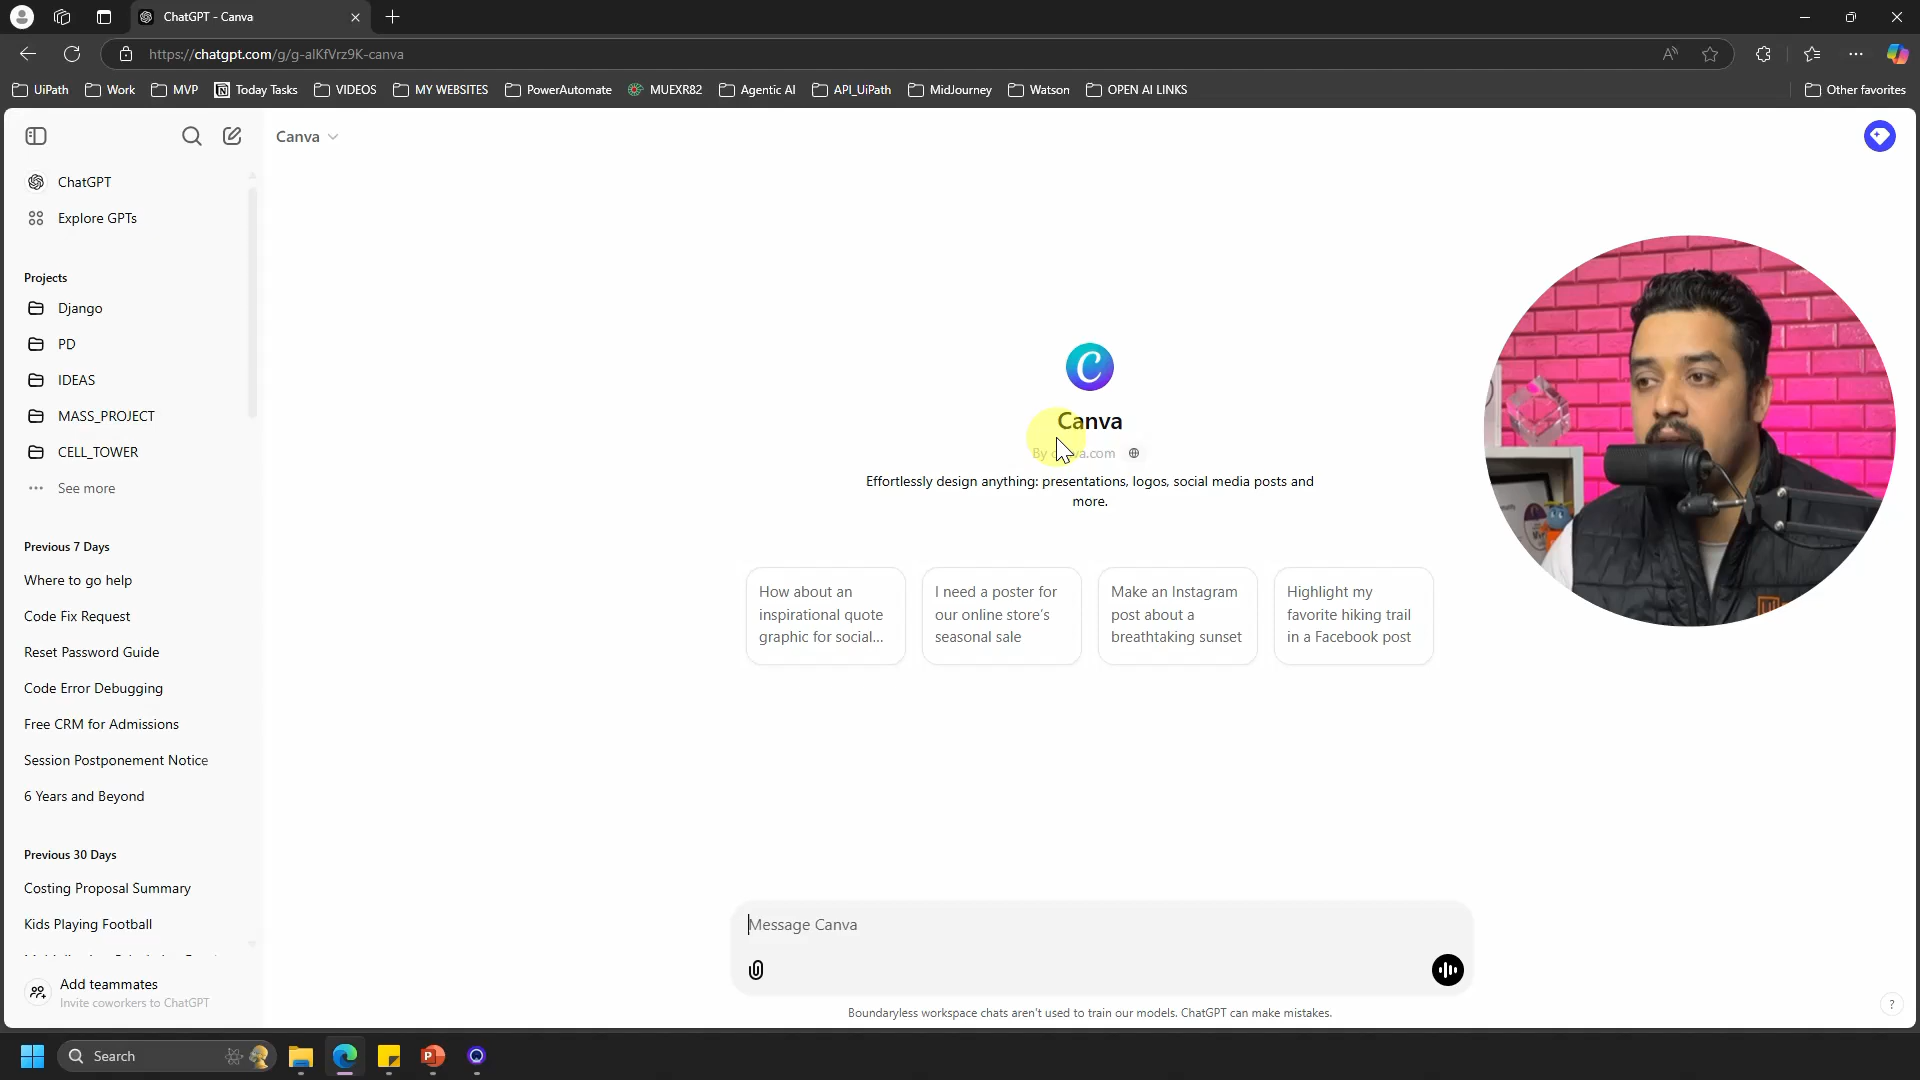 ChatGPT - Canva
https://chatgpt.com/g/g-alKfVrz9K-canva
UiPath
Work
MVP
Today Tasks
VIDEOS
MY WEBSITES
PowerAutomate
MUEXR82
Agentic AI
API_UiPath
MidJourney
Watson
OPEN AI LINKS
Other favorites
Canva
ChatGPT
Explore GPTs
Projects
Django
PD
IDEAS
MASS_PROJECT
CELL_TOWER
See more
Previous 7 Days
Where to go help
Code Fix Request
Reset Password Guide
Code Error Debugging
Free CRM for Admissions
Session Postponement Notice
6 Years and Beyond
Previous 30 Days
Costing Proposal Summary
Kids Playing Football
Add teammates
Invite coworkers to ChatGPT
Canva
By
Effortlessly design anything: presentations, logos, social media posts and
more.
How about an
inspirational quote
graphic for social...
I need a poster for
our online store's
seasonal sale
Make an Instagram
post about a
breathtaking sunset
Highlight my
favorite hiking trail
in a Facebook post
Message Canva
Boundaryless workspace chats aren't used to train our models. ChatGPT can make mistakes.
?
Search